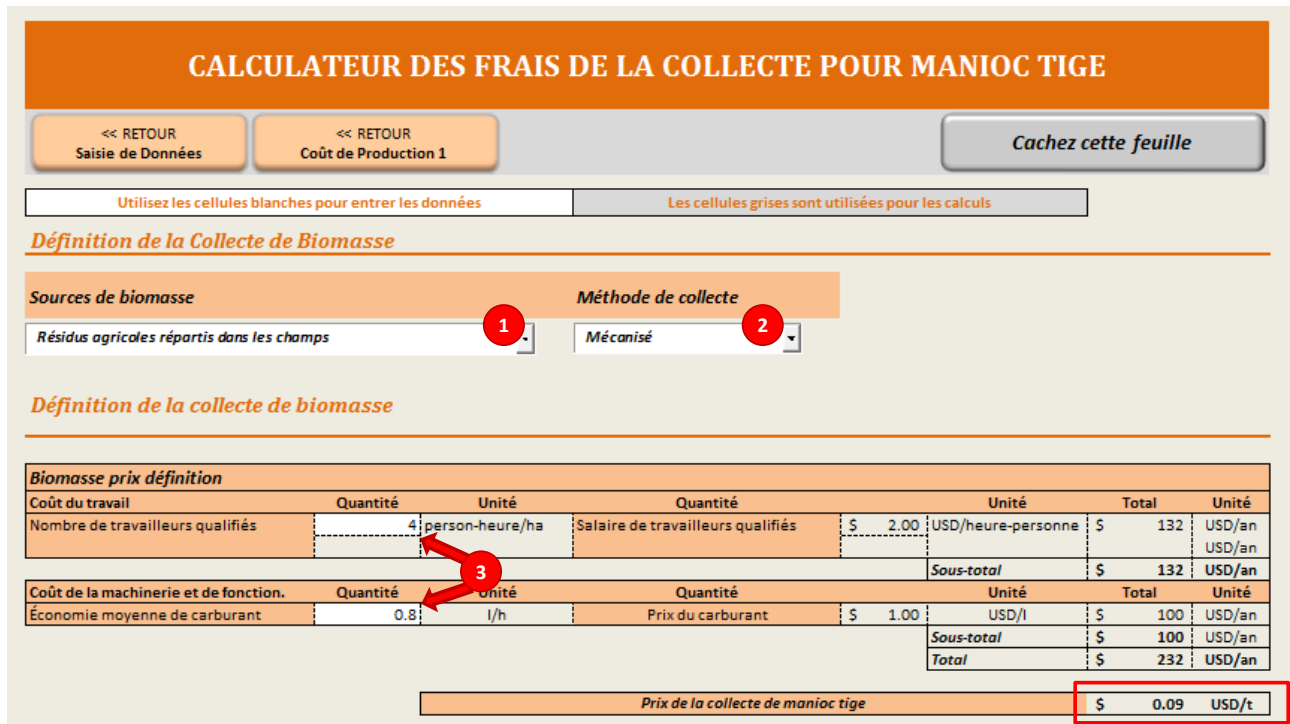 CALCULATEUR DES FRAIS DE LA COLLECTE POUR MANIOC TIGE
<< RETOUR
Saisie de Données
<< RETOUR
Coût de Production 1
Cachez cette feuille
Utilisez les cellules blanches pour entrer les données
Les cellules grises sont utilisées pour les calculs
Définition de la Collecte de Biomasse
Sources de biomasse Méthode de collecte
Résidus agricoles répartis dans les champs 1 Mécanisé 2
Définition de la collecte de biomasse
Biomasse prix définition
Coût du travail Quantité Unité Quantité Unité Total Unité
Nombre de travailleurs qualifiés 4 person-heure/ha Salaire de travailleurs qualifiés $ 2.00 USD/heure-personne $ 132 USD/an
USD/an
3 Sous-total $ 132 USD/an
Coût de la machinerie et de fonction. Quantité Unité Quantité Unité Total Unité
Économie moyenne de carburant 0.8 l/h Prix du carburant $ 1.00 USD/l $ 100 USD/an
Sous-total $ 100 USD/an
Total $ 232 USD/an
Prix de la collecte de manioc tige $ 0.09 USD/t